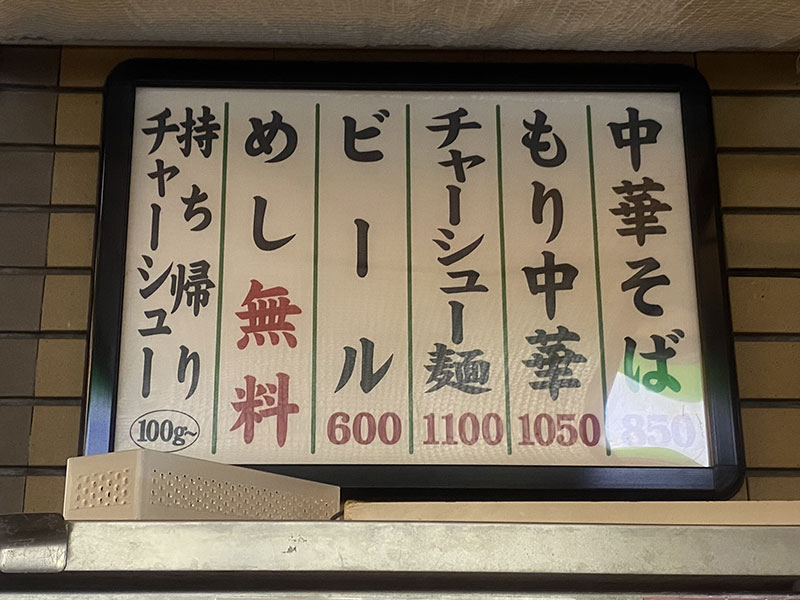 中華そば
850
もり中華
1050
チャーシュー麺
1100
ビール
600
めし無料
持ち帰り
チャーシュー
100g~